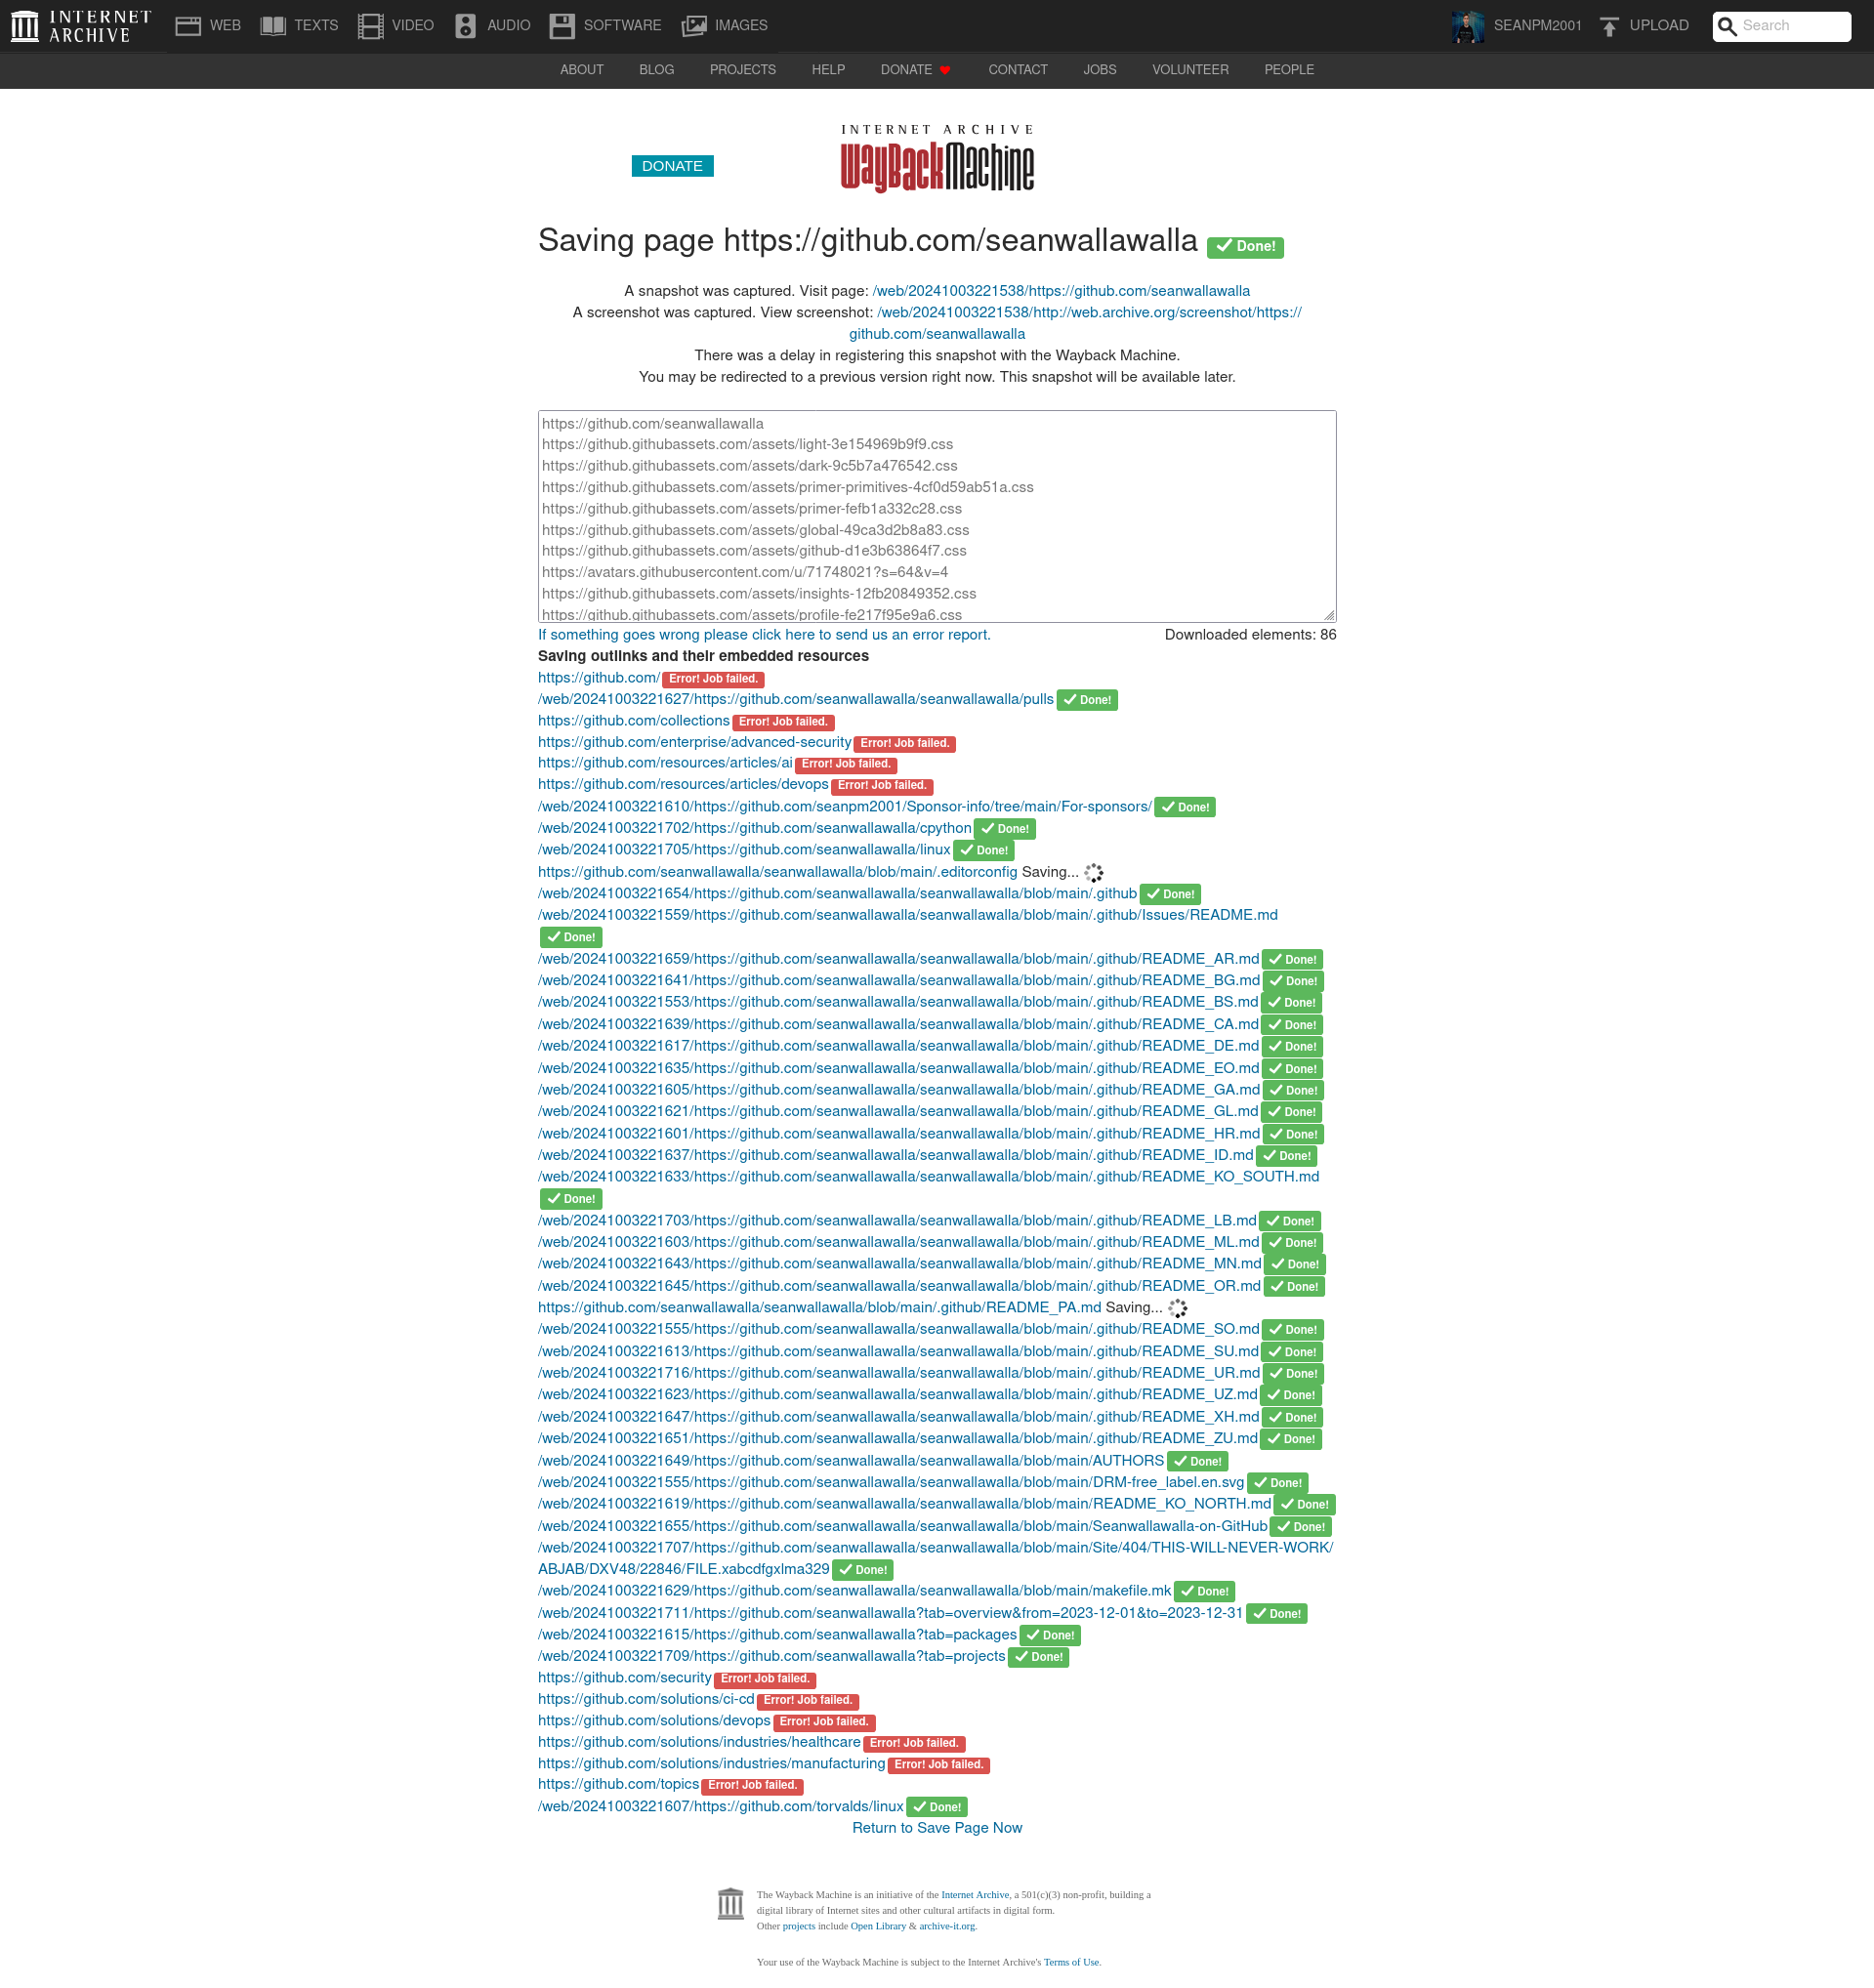 INTERNET ARCHIVE
WEB TEXTS VIDEO AUDIO SOFTWARE IMAGES SEANPM2001 UPLOAD Search
ABOUT BLOG PROJECTS HELP DONATE CONTACT JOBS VOLUNTEER PEOPLE
DONATE
INTERNET ARCHIVE
WayBackMachine
Saving page https://github.com/seanwallawalla Done!
A snapshot was captured. Visit page: /web/20241003221538/https://github.com/seanwallawalla
A screenshot was captured. View screenshot: /web/20241003221538/http://web.archive.org/screenshot/https://
github.com/seanwallawalla
There was a delay in registering this snapshot with the Wayback Machine.
You may be redirected to a previous version right now. This snapshot will be available later.
https://github.com/seanwallawalla
https://github.githubassets.com/assets/light-3e154969b9f9.css
https://github.githubassets.com/assets/dark-9c5b7a476542.css
https://github.githubassets.com/assets/primer-primitives-4cf0d59ab51a.css
https://github.githubassets.com/assets/primer-fefb1a332c28.css
https://github.githubassets.com/assets/global-49ca3d2b8a83.css
https://github.githubassets.com/assets/github-d1e3b63864f7.css
https://avatars.githubusercontent.com/u/71748021?s=64&v=4
https://github.githubassets.com/assets/insights-12fb20849352.css
https://github.githubassets.com/assets/profile-fe217f95e9a6.css
If something goes wrong please click here to send us an error report. Downloaded elements: 86
Saving outlinks and their embedded resources
https://github.com/ Error! Job failed.
/web/20241003221627/https://github.com/seanwallawalla/seanwallawalla/pulls Done!
https://github.com/collections Error! Job failed.
https://github.com/enterprise/advanced-security Error! Job failed.
https://github.com/resources/articles/ai Error! Job failed.
https://github.com/resources/articles/devops Error! Job failed.
/web/20241003221610/https://github.com/seanpm2001/Sponsor-info/tree/main/For-sponsors/ Done!
/web/20241003221702/https://github.com/seanwallawalla/cpython Done!
/web/20241003221705/https://github.com/seanwallawalla/linux Done!
https://github.com/seanwallawalla/seanwallawalla/blob/main/.editorconfig Saving...
/web/20241003221654/https://github.com/seanwallawalla/seanwallawalla/blob/main/.github Done!
/web/20241003221559/https://github.com/seanwallawalla/seanwallawalla/blob/main/.github/Issues/README.md
Done!
/web/20241003221659/https://github.com/seanwallawalla/seanwallawalla/blob/main/.github/README_AR.md Done!
/web/20241003221641/https://github.com/seanwallawalla/seanwallawalla/blob/main/.github/README_BG.md Done!
/web/20241003221553/https://github.com/seanwallawalla/seanwallawalla/blob/main/.github/README_BS.md Done!
/web/20241003221639/https://github.com/seanwallawalla/seanwallawalla/blob/main/.github/README_CA.md Done!
/web/20241003221617/https://github.com/seanwallawalla/seanwallawalla/blob/main/.github/README_DE.md Done!
/web/20241003221635/https://github.com/seanwallawalla/seanwallawalla/blob/main/.github/README_EO.md Done!
/web/20241003221605/https://github.com/seanwallawalla/seanwallawalla/blob/main/.github/README_GA.md Done!
/web/20241003221621/https://github.com/seanwallawalla/seanwallawalla/blob/main/.github/README_GL.md Done!
/web/20241003221601/https://github.com/seanwallawalla/seanwallawalla/blob/main/.github/README_HR.md Done!
/web/20241003221637/https://github.com/seanwallawalla/seanwallawalla/blob/main/.github/README_ID.md Done!
/web/20241003221633/https://github.com/seanwallawalla/seanwallawalla/blob/main/.github/README_KO_SOUTH.md
Done!
/web/20241003221703/https://github.com/seanwallawalla/seanwallawalla/blob/main/.github/README_LB.md Done!
/web/20241003221603/https://github.com/seanwallawalla/seanwallawalla/blob/main/.github/README_ML.md Done!
/web/20241003221643/https://github.com/seanwallawalla/seanwallawalla/blob/main/.github/README_MN.md Done!
/web/20241003221645/https://github.com/seanwallawalla/seanwallawalla/blob/main/.github/README_OR.md Done!
https://github.com/seanwallawalla/seanwallawalla/blob/main/.github/README_PA.md Saving...
/web/20241003221555/https://github.com/seanwallawalla/seanwallawalla/blob/main/.github/README_SO.md Done!
/web/20241003221613/https://github.com/seanwallawalla/seanwallawalla/blob/main/.github/README_SU.md Done!
/web/20241003221716/https://github.com/seanwallawalla/seanwallawalla/blob/main/.github/README_UR.md Done!
/web/20241003221623/https://github.com/seanwallawalla/seanwallawalla/blob/main/.github/README_UZ.md Done!
/web/20241003221647/https://github.com/seanwallawalla/seanwallawalla/blob/main/.github/README_XH.md Done!
/web/20241003221651/https://github.com/seanwallawalla/seanwallawalla/blob/main/.github/README_ZU.md Done!
/web/20241003221649/https://github.com/seanwallawalla/seanwallawalla/blob/main/AUTHORS Done!
/web/20241003221555/https://github.com/seanwallawalla/seanwallawalla/blob/main/DRM-free_label.en.svg Done!
/web/20241003221619/https://github.com/seanwallawalla/seanwallawalla/blob/main/README_KO_NORTH.md Done!
/web/20241003221655/https://github.com/seanwallawalla/seanwallawalla/blob/main/Seanwallawalla-on-GitHub Done!
/web/20241003221707/https://github.com/seanwallawalla/seanwallawalla/blob/main/Site/404/THIS-WILL-NEVER-WORK/
ABJAB/DXV48/22846/FILE.xabcdfgxlma329 Done!
/web/20241003221629/https://github.com/seanwallawalla/seanwallawalla/blob/main/makefile.mk Done!
/web/20241003221711/https://github.com/seanwallawalla?tab=overview&from=2023-12-01&to=2023-12-31 Done!
/web/20241003221615/https://github.com/seanwallawalla?tab=packages Done!
/web/20241003221709/https://github.com/seanwallawalla?tab=projects Done!
https://github.com/security Error! Job failed.
https://github.com/solutions/ci-cd Error! Job failed.
https://github.com/solutions/devops Error! Job failed.
https://github.com/solutions/industries/healthcare Error! Job failed.
https://github.com/solutions/industries/manufacturing Error! Job failed.
https://github.com/topics Error! Job failed.
/web/20241003221607/https://github.com/torvalds/linux Done!
Return to Save Page Now
The Wayback Machine is an initiative of the Internet Archive, a 501(c)(3) non-profit, building a
digital library of Internet sites and other cultural artifacts in digital form.
Other projects include Open Library & archive-it.org.
Your use of the Wayback Machine is subject to the Internet Archive's Terms of Use.